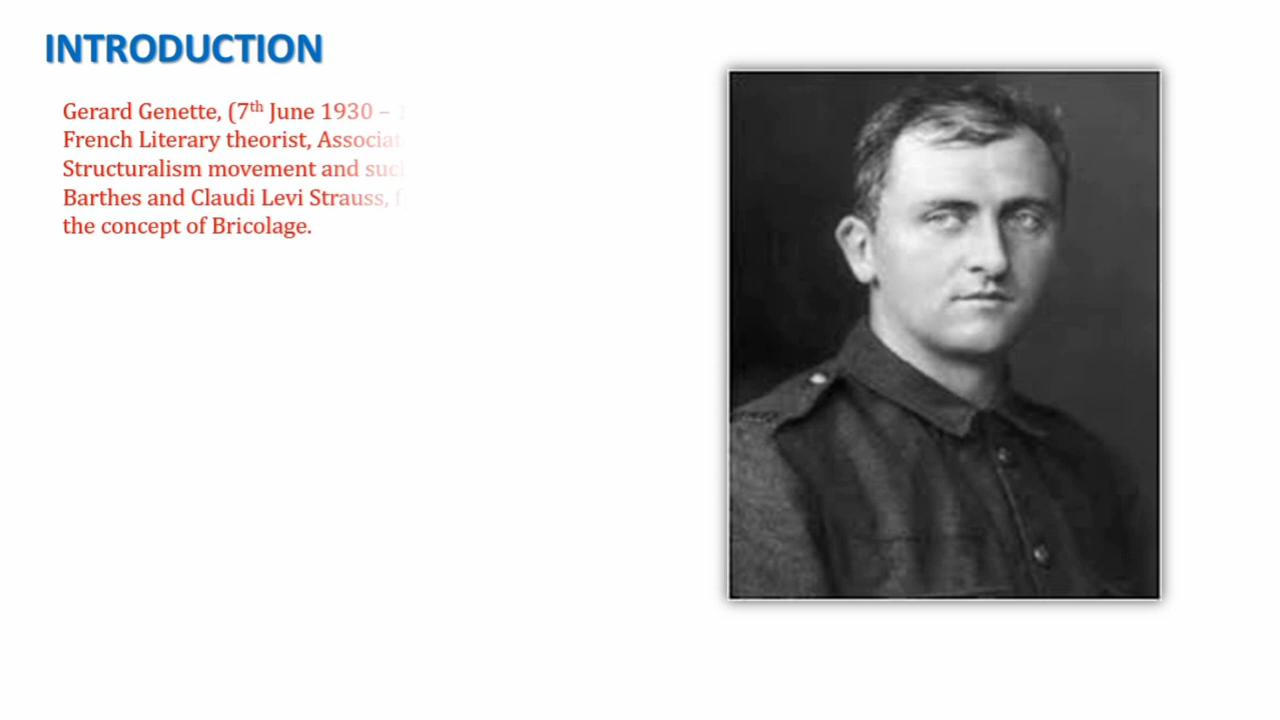 INTRODUCTION
Gerard Genette, (7th June 1930 –
French Literary theorist,
Structuralism movement and
Barthes and Claudi Levi Strauss,
the concept of Bricolage.